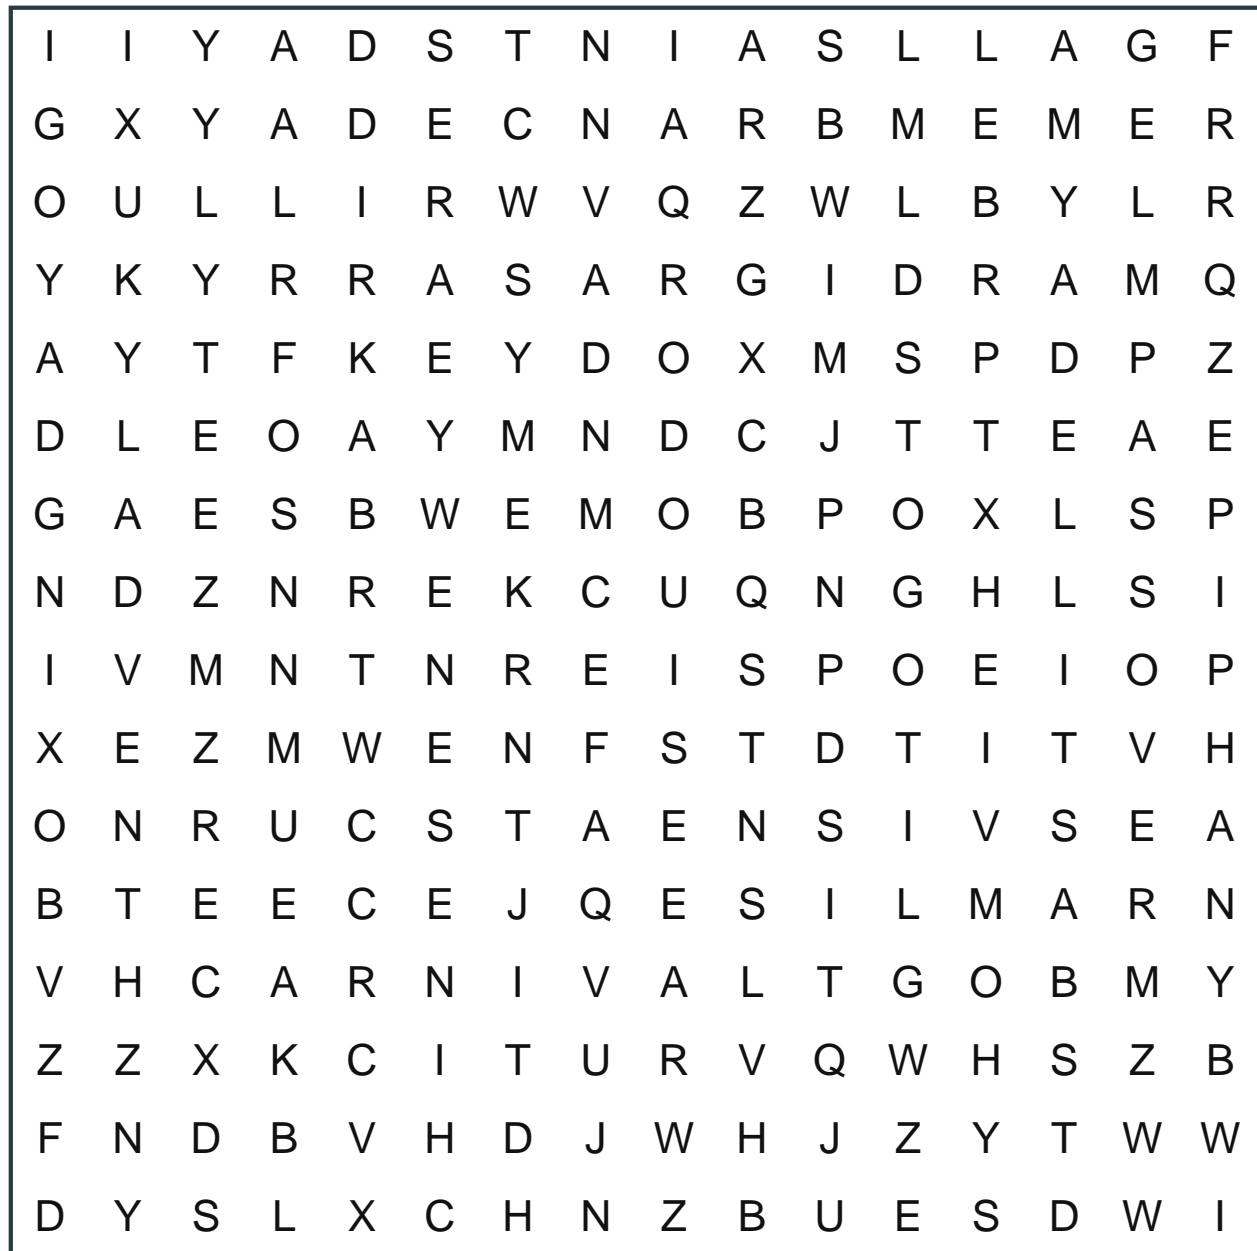 I I Y A D S T N I A S L L A G F
G X Y A D E C N A R B M E M E R
O U L L I R W V Q Z W L B Y L R
Y K Y R R A S A R G I D R A M Q
A Y T F K E Y D O X M S P D P Z
D L E O A Y M N D C J T T E A E
G A E S B W E M O B P O X L S P
N D Z N R E K C U Q N G H L S I
I V M N T N R E I S P O E I O P
X E Z M W E N F S T D T I T V H
O N R U C S T A E N S I V S E A
B T E E C E J Q E S I L M A R N
V H C A R N I V A L T G O B M Y
Z Z X K C I T U R V Q W H S Z B
F N D B V H D J W H J Z Y T W W
D Y S L X C H N Z B U E S D W I